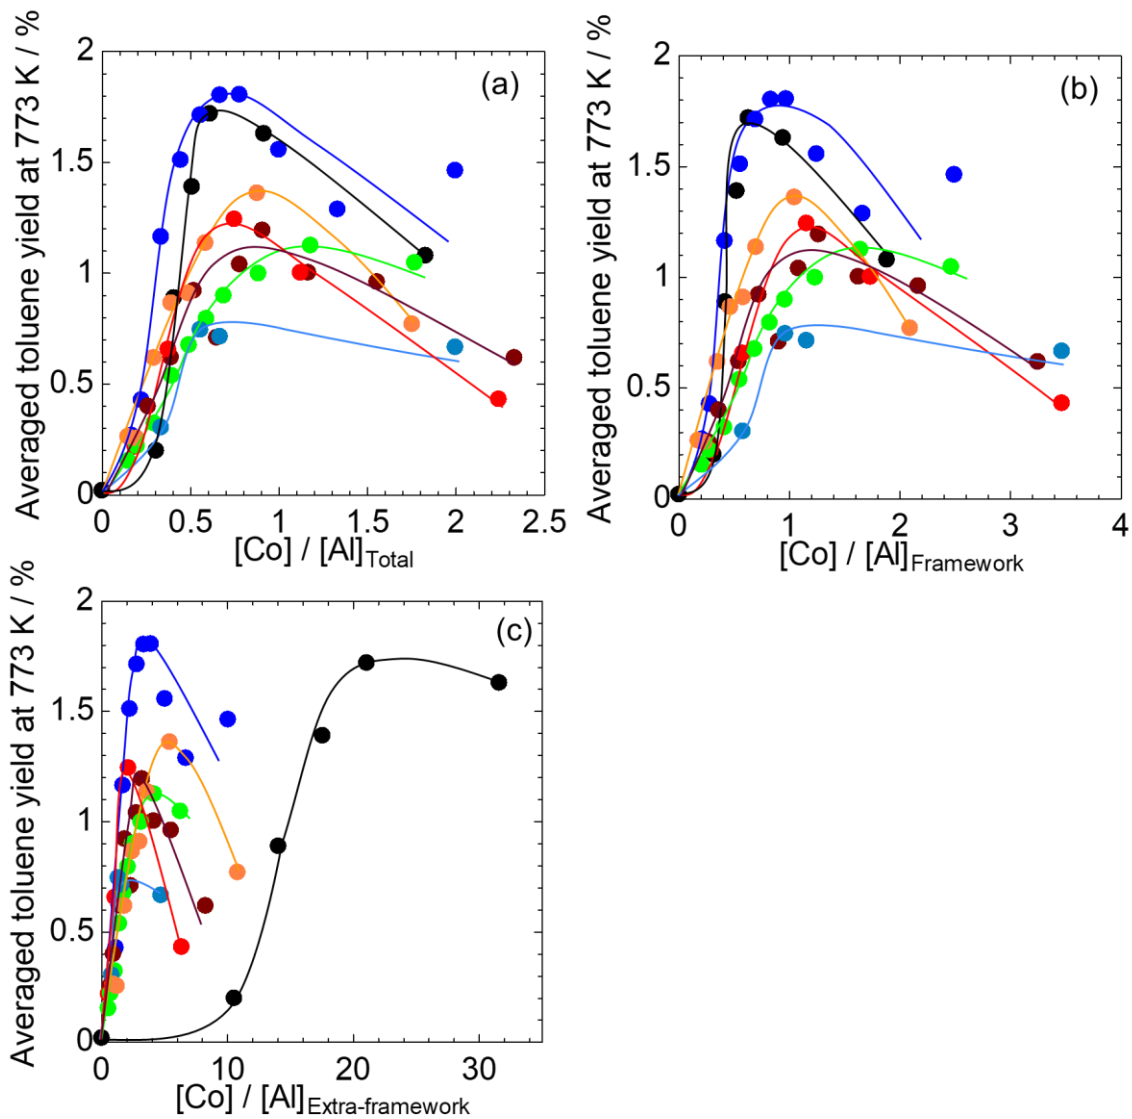 Averaged toluene yield at 773 K / %
2
1.5
1
0.5
0
(a)
0 0.5 1 1.5 2 2.5
[Co] / [Al]Total
Averaged toluene yield at 773 K / %
2
1.5
1
0.5
0
(b)
0 1 2 3 4
[Co] / [Al]Framework
Averaged toluene yield at 773 K / %
2
1.5
1
0.5
0
(c)
0 10 20 30
[Co] / [Al]Extra-framework